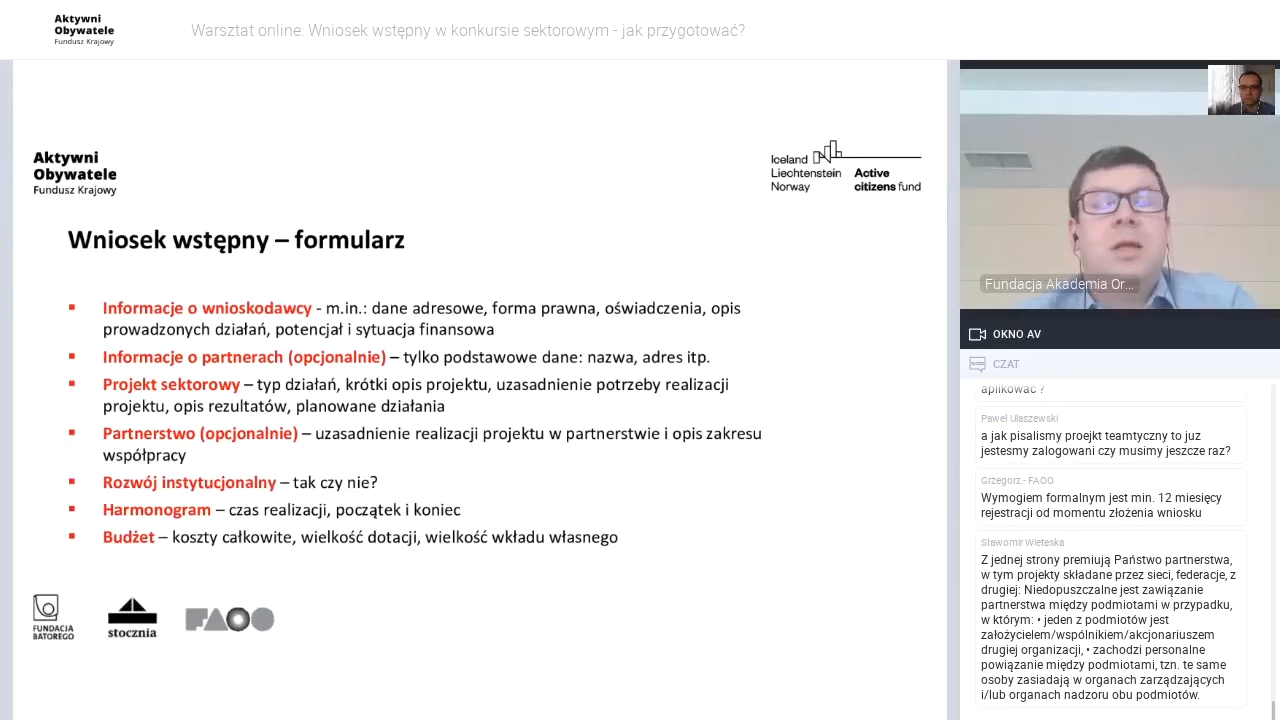 Aktywni
Obywatele
Fundusz Krajowy
Warsztat online: Wniosek wstępny w konkursie sektorowym - jak przygotować?
Aktywni
Obywatele
Fundusz Krajowy
Iceland
Liechtenstein
Norway
Active
citizens fund
Wniosek wstępny – formularz
▪ Informacje o wnioskodawcy - m.in.: dane adresowe, forma prawna, oświadczenia, opis
prowadzonych działań, potencjał i sytuacja finansowa
▪ Informacje o partnerach (opcjonalnie) – tylko podstawowe dane: nazwa, adres itp.
▪ Projekt sektorowy – typ działań, krótki opis projektu, uzasadnienie potrzeby realizacji
projektu, opis rezultatów, planowane działania
▪ Partnerstwo (opcjonalnie) – uzasadnienie realizacji projektu w partnerstwie i opis zakresu
współpracy
▪ Rozwój instytucjonalny – tak czy nie?
▪ Harmonogram – czas realizacji, początek i koniec
▪ Budżet – koszty całkowite, wielkość dotacji, wielkość wkładu własnego
FUNDACJA
BATOREGO
stocznia
FAOO
Fundacja Akademia Or...
OKNO AV
CZAT
aplikować ?
Pawel Ulaszewski
a jak pisalismy proejkt teamtyczny to juz
jestesmy zalogowani czy musimy jeszcze raz?
Grzegorz - FAOO
Wymogiem formalnym jest min. 12 miesięcy
rejestracji od momentu złożenia wniosku
Sławomir Wieteska
Z jednej strony premiują Państwo partnerstwa,
w tym projekty składane przez sieci, federacje, z
drugiej: Niedopuszczalne jest zawiązanie
partnerstwa między podmiotami w przypadku,
w którym: • jeden z podmiotów jest
założycielem/wspólnikiem/akcjonariuszem
drugiej organizacji, • zachodzi personalne
powiązanie między podmiotami, tzn. te same
osoby zasiadają w organach zarządzających
i/lub organach nadzoru obu podmiotów.